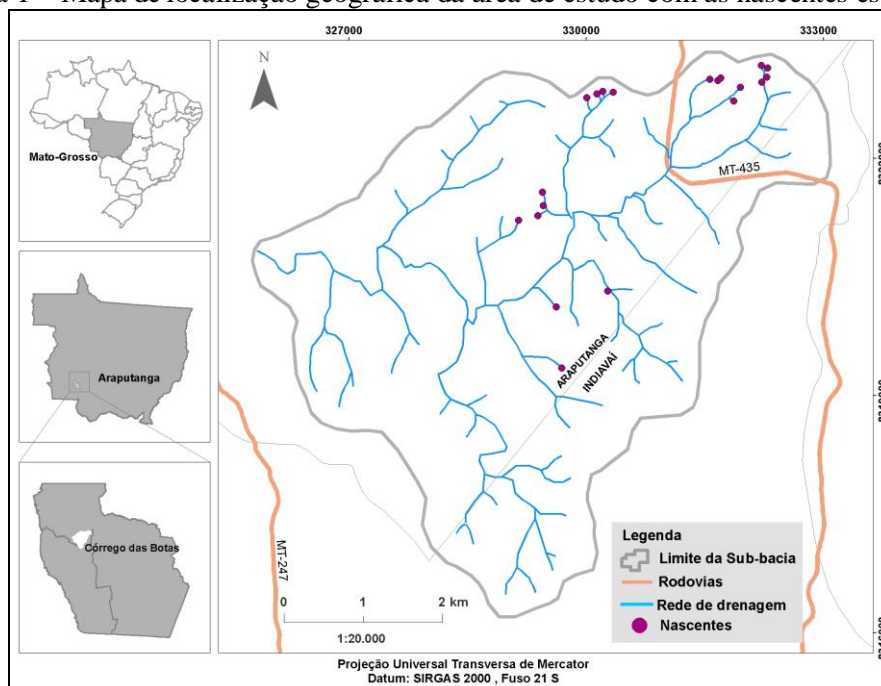 Mapa de localização geográfica da área de estudo com as nascentes
327000 330000 333000
N
Mato-Grosso
MT-435
Araputanga
ARAPUTANGA
INDIAVAÍ
Córrego das Botas
MT-247
Legenda
Limite da Sub-bacia
Rodovias
Rede de drenagem
Nascentes
0 1 2 km
1:20.000
Projeção Universal Transversa de Mercator
Datum: SIRGAS 2000 , Fuso 21 S